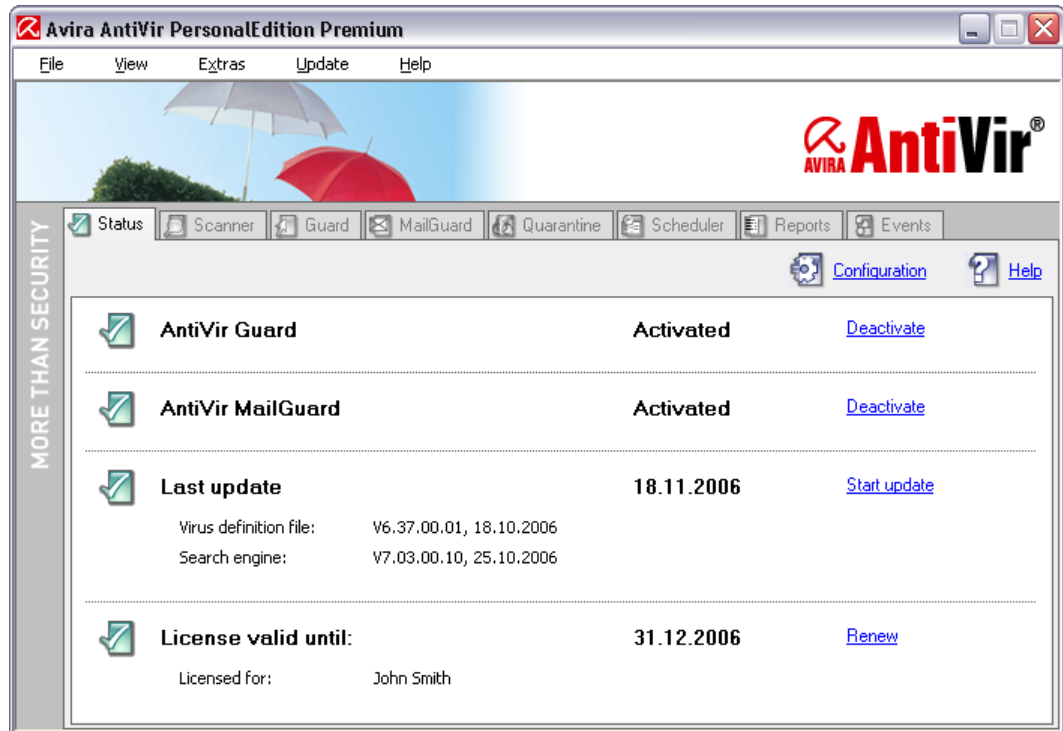 Avira AntiVir PersonalEdition Premium
File View Extras Update Help
AVIRA AntiVir®
MORE THAN SECURITY
Status Scanner Guard MailGuard Quarantine Scheduler Reports Events
Configuration Help
AntiVir Guard Activated Deactivate
AntiVir MailGuard Activated Deactivate
Last update 18.11.2006 Start update
Virus definition file: V6.37.00.01, 18.10.2006
Search engine: V7.03.00.10, 25.10.2006
License valid until: 31.12.2006 Renew
Licensed for: John Smith